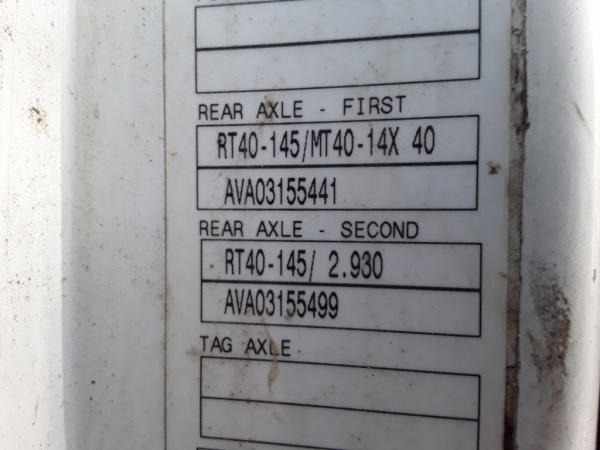 REAR AXLE - FIRST
RT40-145/MT40-14X 40
AVA03155441
REAR AXLE - SECOND
RT40-145/ 2.930
AVA03155499
TAG AXLE